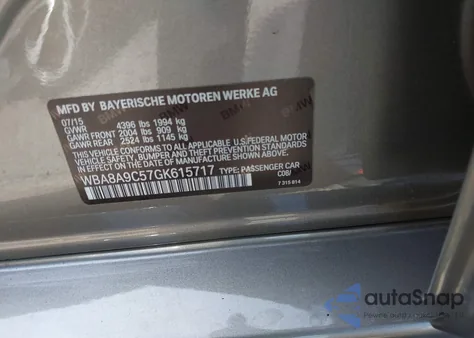 MFD BY BAYERISCHE MOTOREN WERKE AG
07/15
GVWR 4396 lbs 1994 kg
GAWR FRONT 2004 lbs 909 kg
GAWR REAR 2524 lbs 1145 kg
THIS VEHICLE CONFORMS TO ALL APPLICABLE U.S. FEDERAL MOTOR
VEHICLE SAFETY, BUMPER, AND THEFT PREVENTION STANDARDS
IN EFFECT ON THE DATE OF MANUFACTURE SHOWN ABOVE.
WBA8A9C57GK615717 TYPE: PASSENGER CAR
C08/
7 315 814
autoSnap